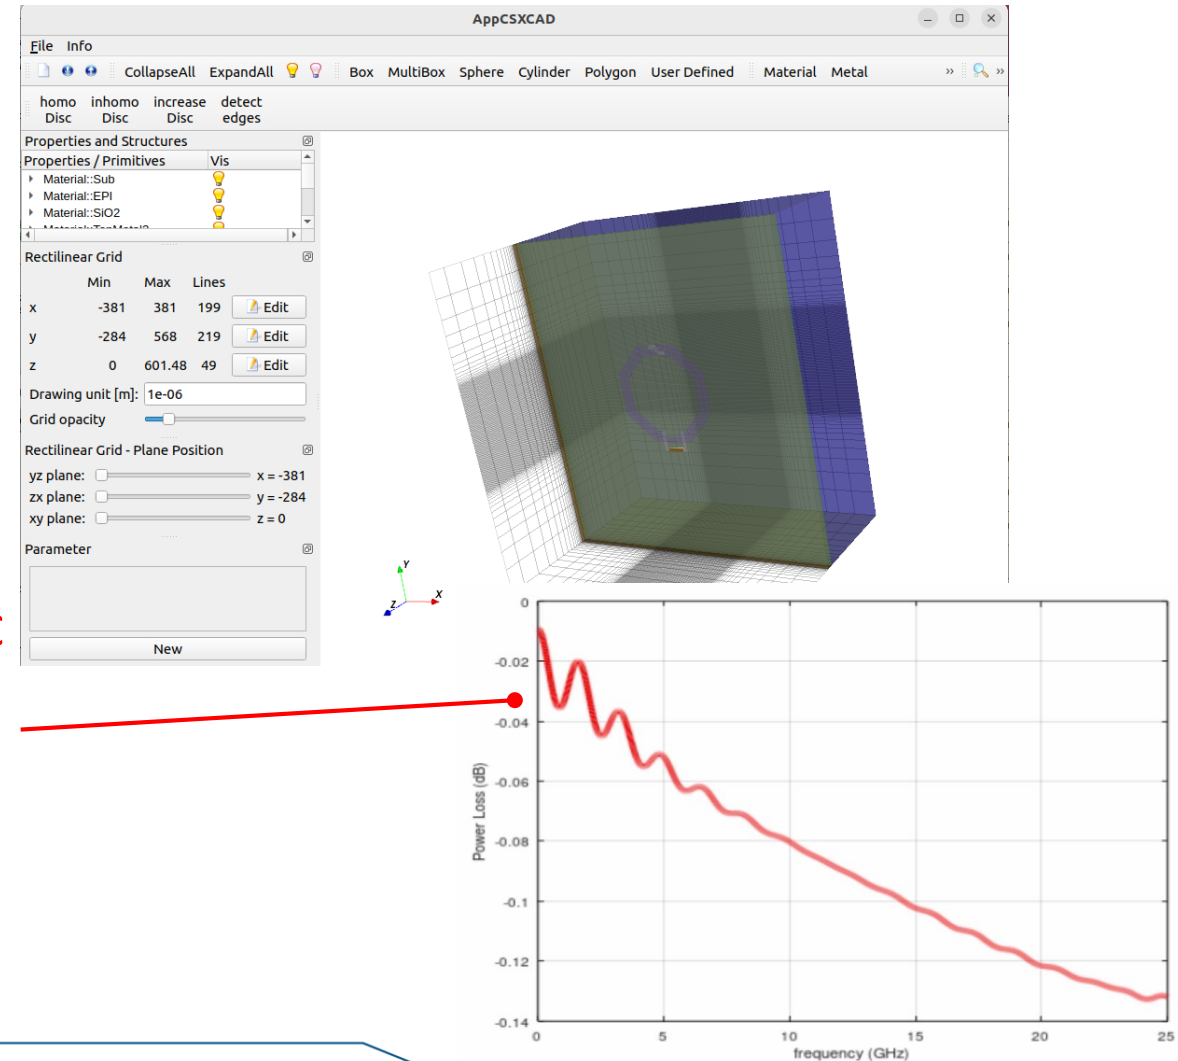 AppCSXCAD
File Info
CollapseAll ExpandAll Box MultiBox Sphere Cylinder Polygon User Defined Material Metal » »
homo inhomo increase detect
Disc Disc Disc edges
Properties and Structures
Properties / Primitives Vis
Material::Sub
Material::EPI
Material::SiO2
Material::TopMetal2
Rectilinear Grid
Min Max Lines
x -381 381 199 Edit
y -284 568 219 Edit
z 0 601.48 49 Edit
Drawing unit [m]: 1e-06
Grid opacity
Rectilinear Grid - Plane Position
yz plane: x = -381
zx plane: y = -284
xy plane: z = 0
Parameter
New
Y
Z X
0
-0.02
-0.04
-0.06
-0.08
-0.1
-0.12
-0.14
Power Loss (dB)
0 5 10 15 20 25
frequency (GHz)